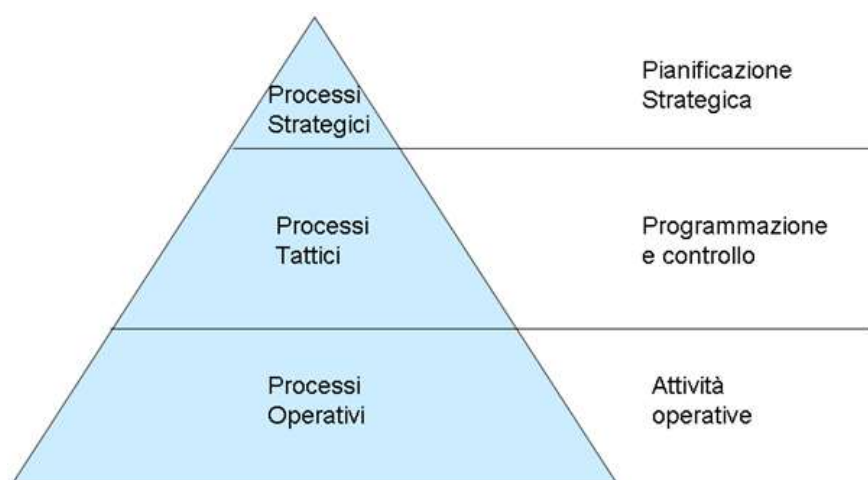 Processi
Strategici
Pianificazione
Strategica
Processi
Tattici
Programmazione
e controllo
Processi
Operativi
Attività
operative